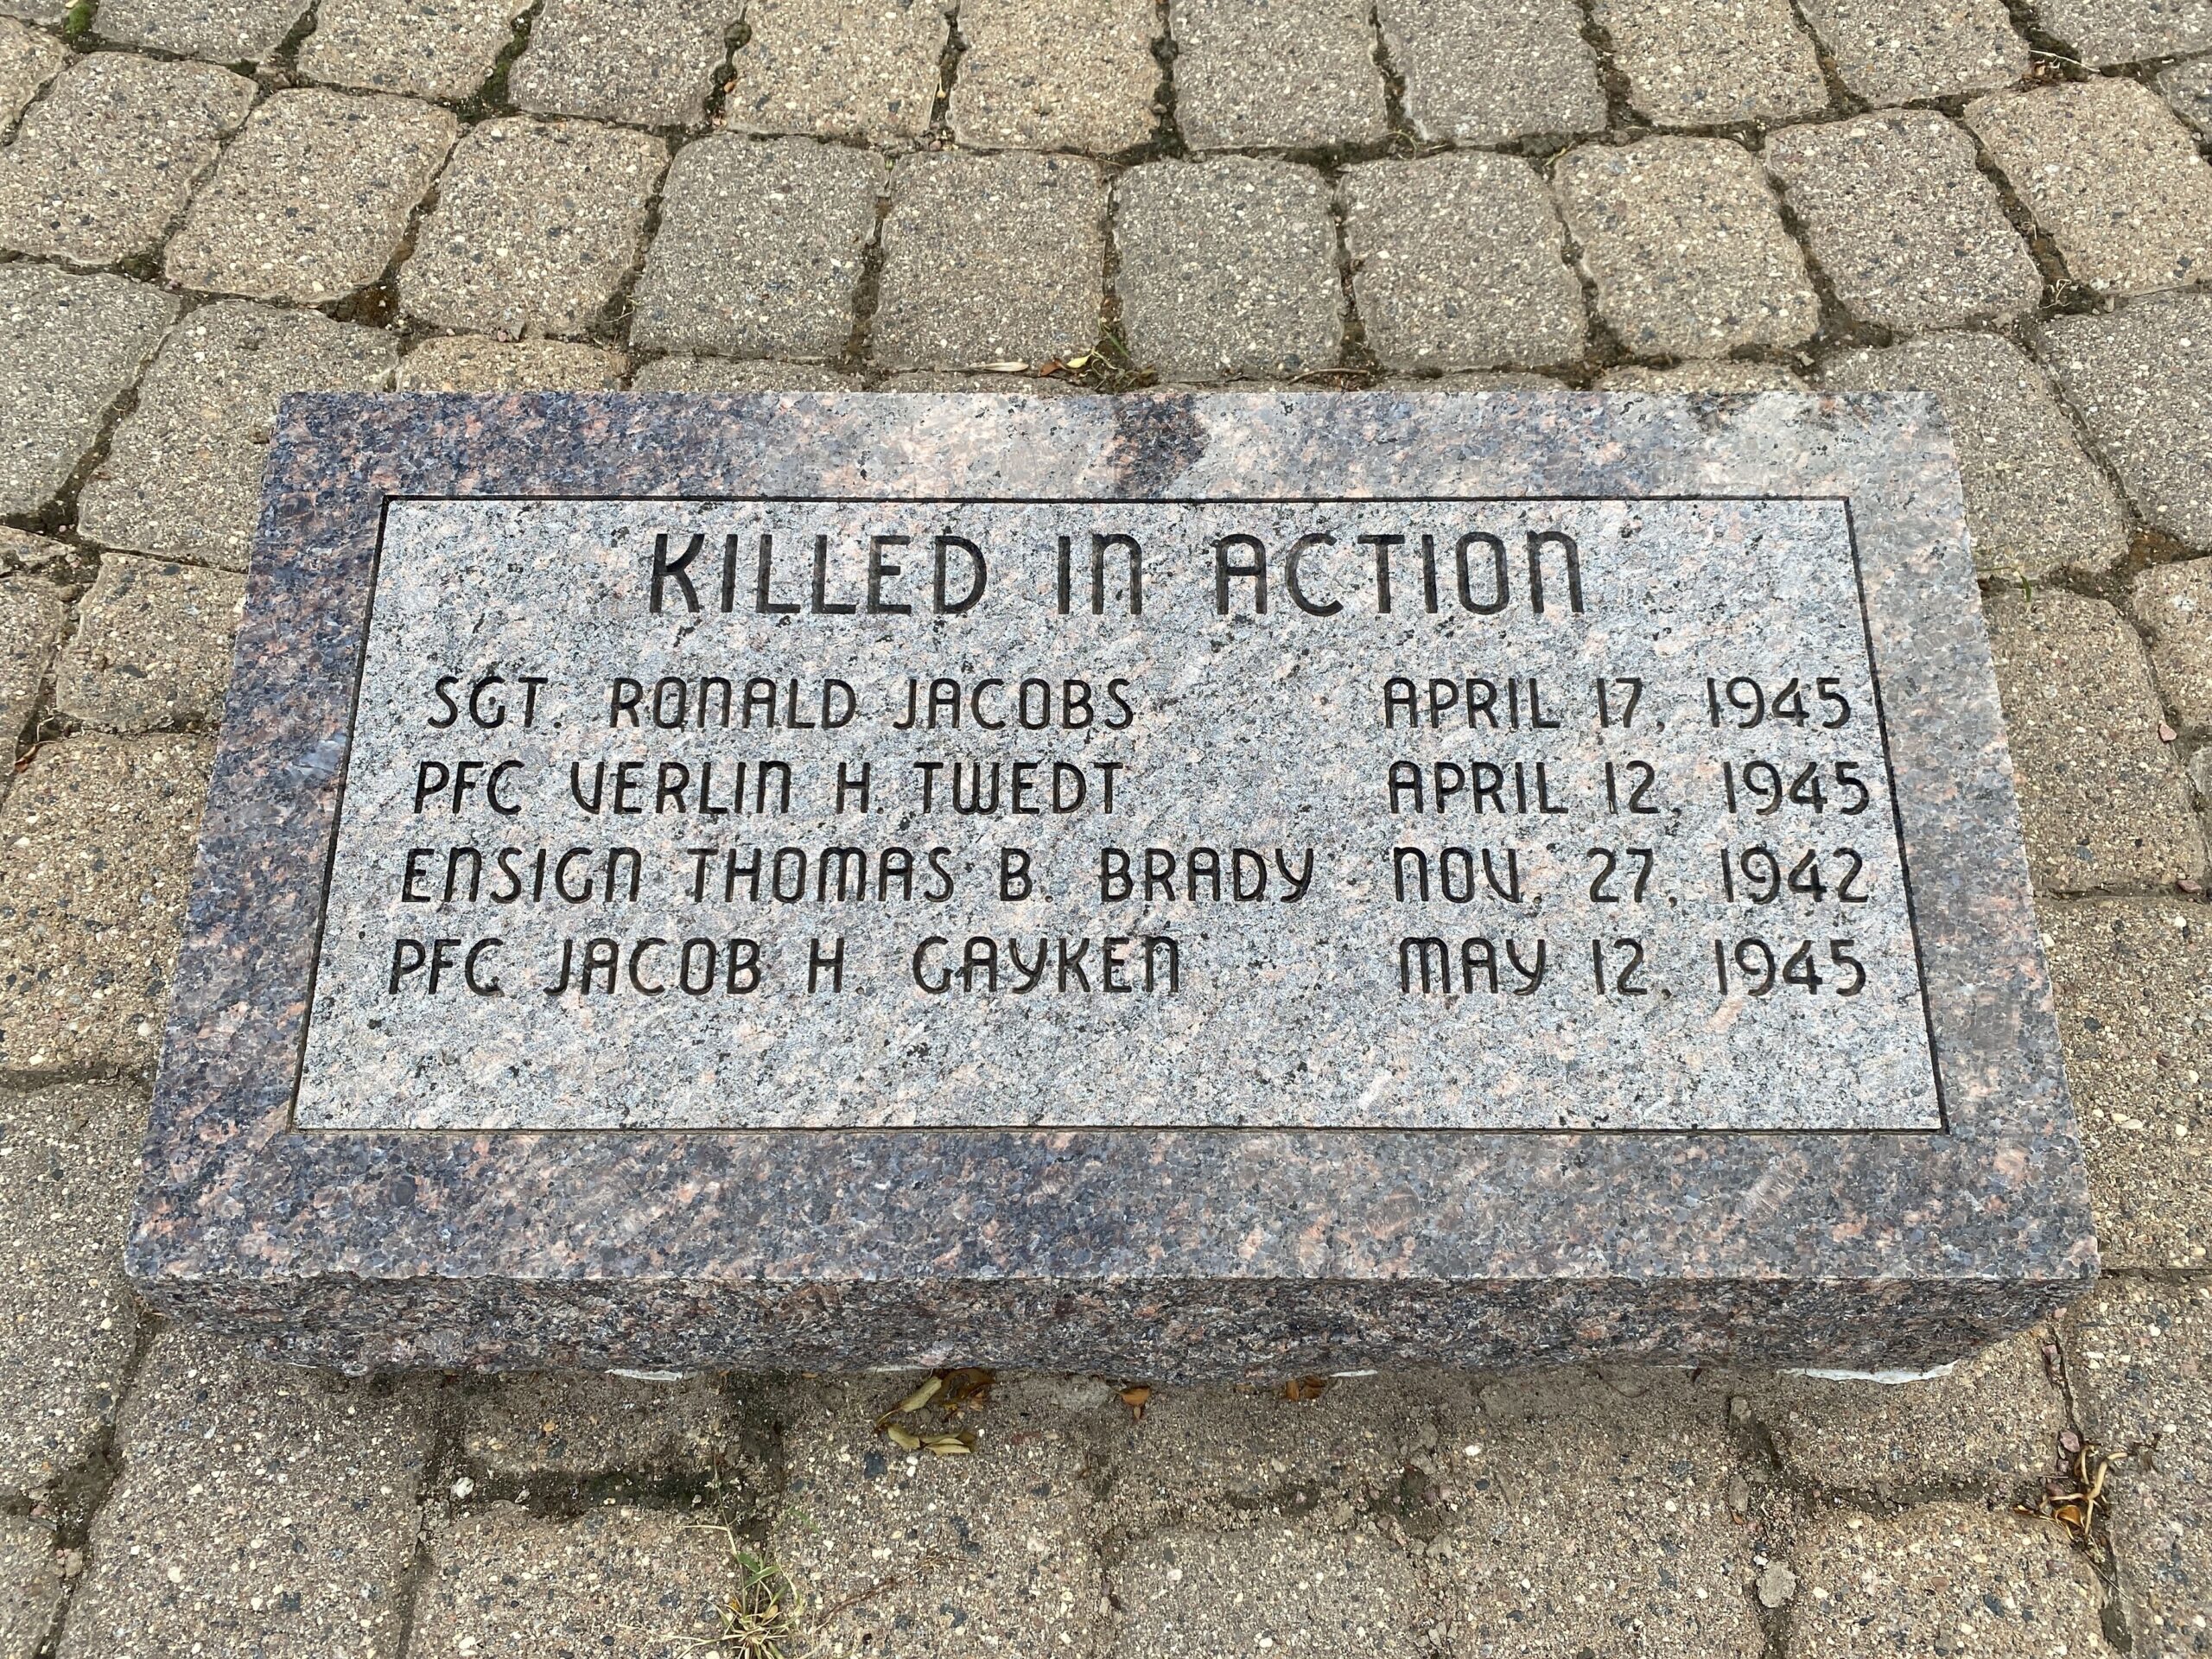 KILLED IN ACTION
SGT. RONALD JACOBS APRIL 17, 1945
PFC VERLIN H. TWEDT APRIL 12, 1945
ENSIGN THOMAS B. BRADY NOV. 27, 1942
PFC JACOB H. GAYKEN MAY 12, 1945